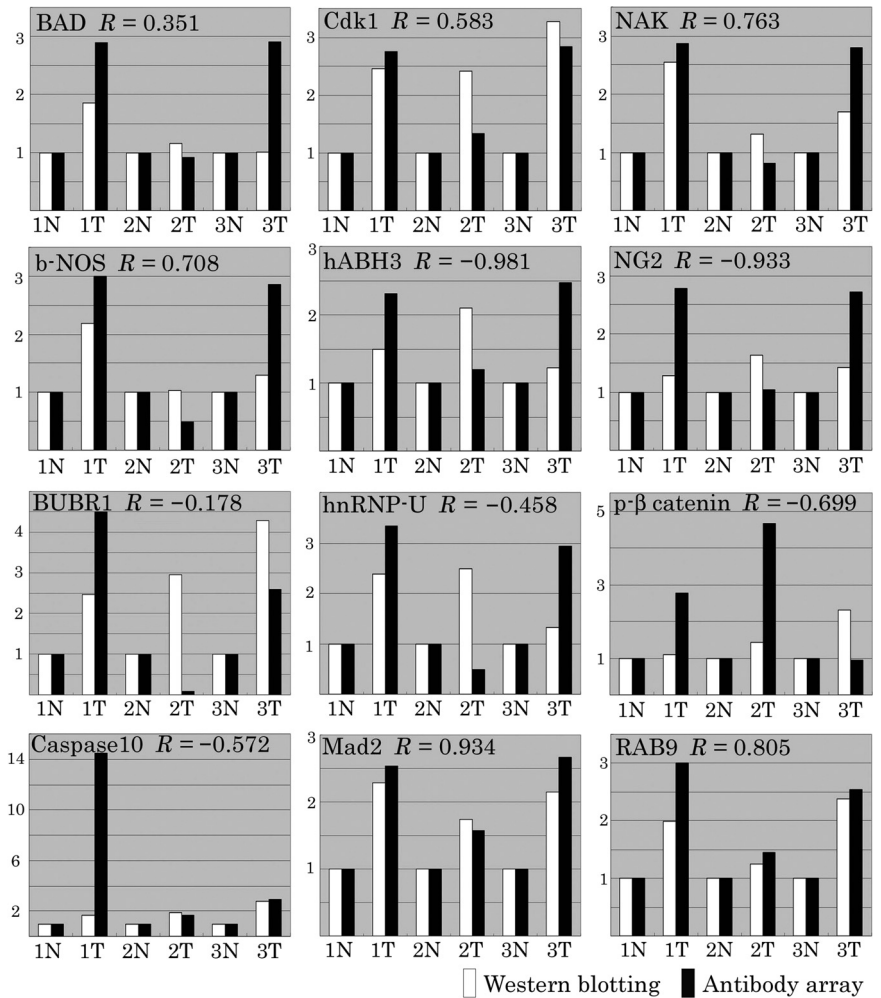 BAD R = 0.351
3
2
1
1N 1T 2N 2T 3N 3T
Cdk1 R = 0.583
3
2
1
1N 1T 2N 2T 3N 3T
NAK R = 0.763
3
2
1
1N 1T 2N 2T 3N 3T
b-NOS R = 0.708
3
2
1
1N 1T 2N 2T 3N 3T
hABH3 R = −0.981
3
2
1
1N 1T 2N 2T 3N 3T
NG2 R = −0.933
3
2
1
1N 1T 2N 2T 3N 3T
BUBR1 R = −0.178
4
3
2
1
1N 1T 2N 2T 3N 3T
hnRNP-U R = −0.458
3
2
1
1N 1T 2N 2T 3N 3T
p-β catenin R = −0.699
5
3
1
1N 1T 2N 2T 3N 3T
Caspase10 R = −0.572
14
10
6
2
1N 1T 2N 2T 3N 3T
Mad2 R = 0.934
3
2
1
1N 1T 2N 2T 3N 3T
RAB9 R = 0.805
3
2
1
1N 1T 2N 2T 3N 3T
Western blotting Antibody array